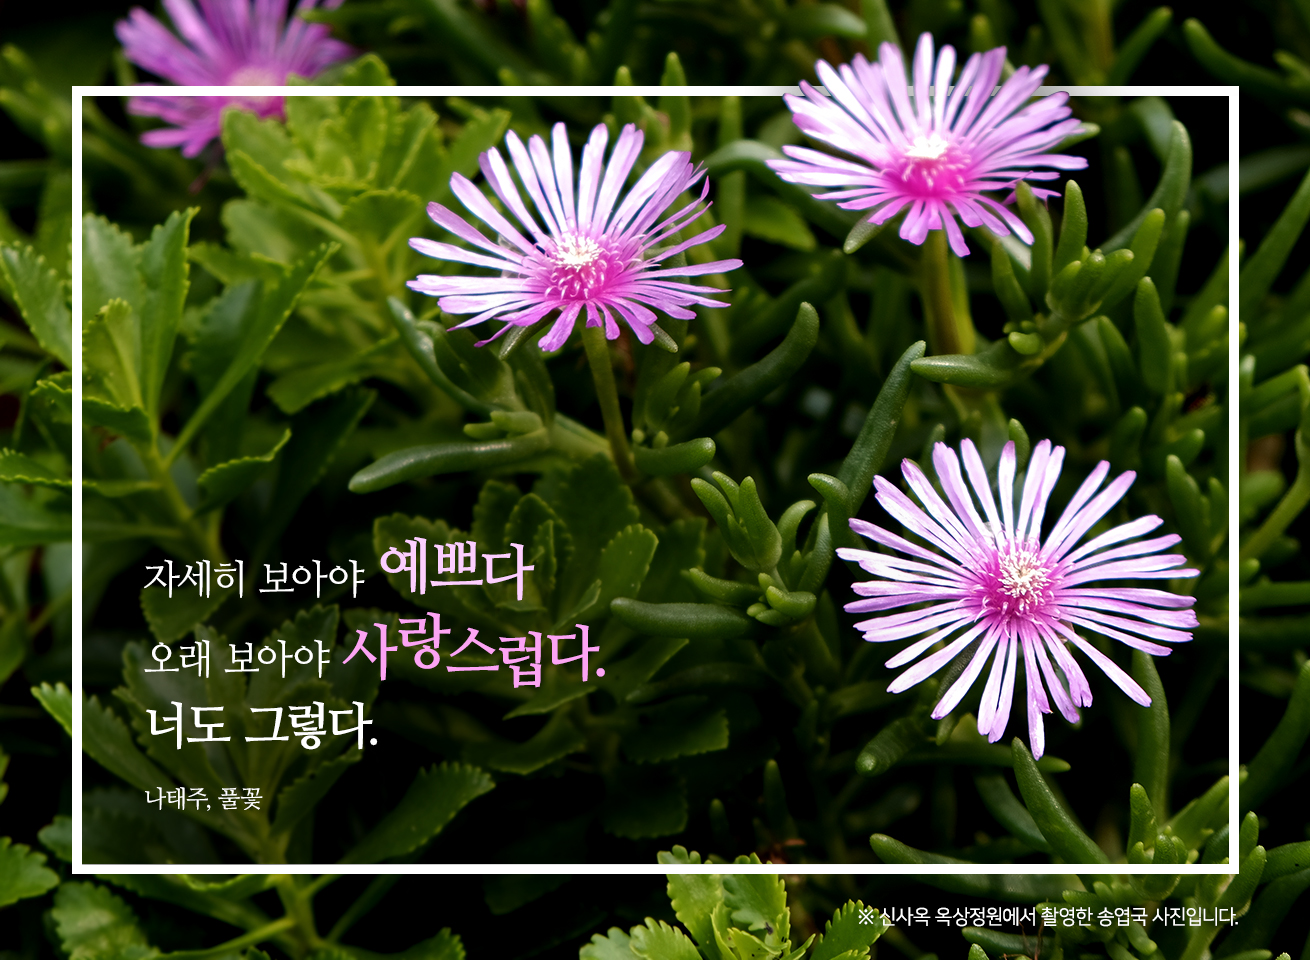 자세히 보아야 예쁘다
오래 보아야 사랑스럽다.
너도 그렇다.
나태주, 풀꽃
※ 신사옥 옥상정원에서 촬영한 송엽국 사진입니다.